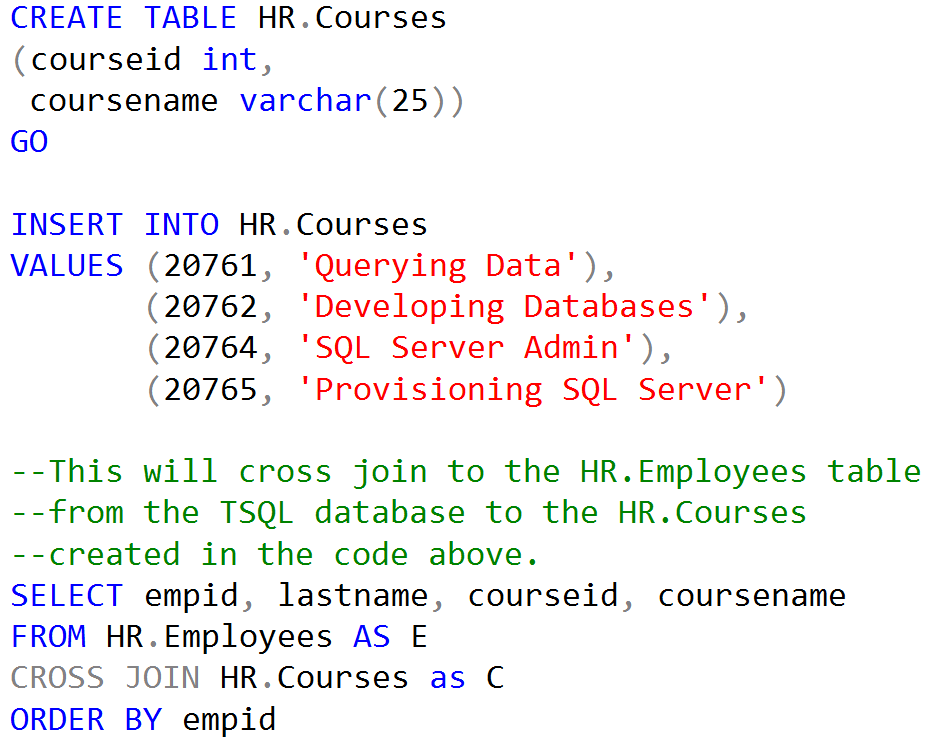 CREATE TABLE HR.Courses
(courseid int,
 coursename varchar(25))
GO

INSERT INTO HR.Courses
VALUES (20761, 'Querying Data'),
       (20762, 'Developing Databases'),
       (20764, 'SQL Server Admin'),
       (20765, 'Provisioning SQL Server')

--This will cross join to the HR.Employees table
--from the TSQL database to the HR.Courses
--created in the code above.
SELECT empid, lastname, courseid, coursename
FROM HR.Employees AS E
CROSS JOIN HR.Courses as C
ORDER BY empid